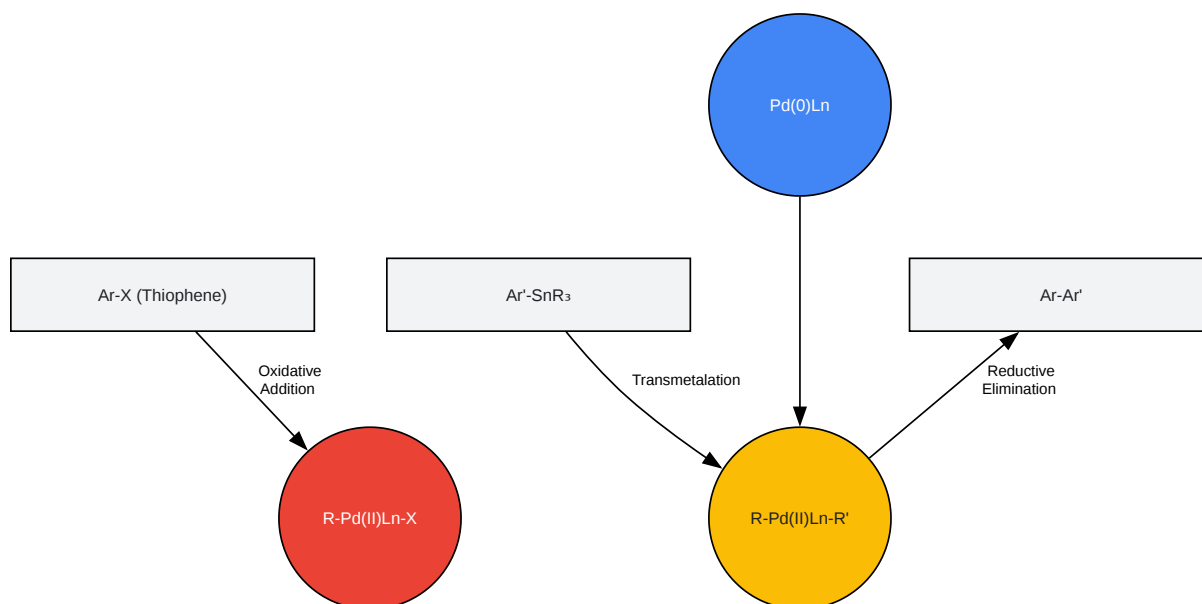 Pd(0)Ln
Ar-X (Thiophene)
Ar'-SnR₃
Ar-Ar'
Oxidative
Addition
Transmetalation
Reductive
Elimination
R-Pd(II)Ln-X
R-Pd(II)Ln-R'